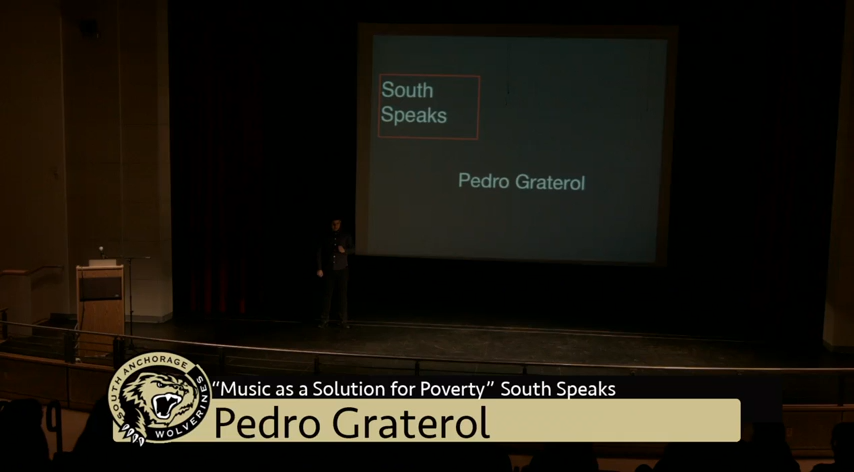 South
Speaks
Pedro Graterol
SOUTH ANCHORAGE
WOLVERINES
“Music as a Solution for Poverty” South Speaks
Pedro Graterol